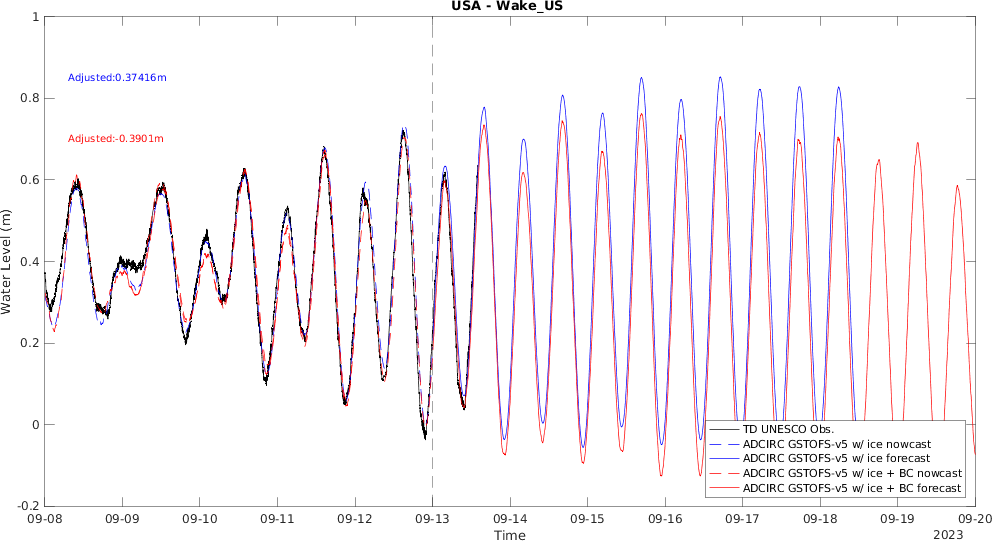 USA - Wake_US
Adjusted:0.37416m
Adjusted:-0.3901m
Water Level (m)
1
0.8
0.6
0.4
0.2
0
-0.2
TD UNESCO Obs.
ADCIRC GSTOFS-v5 w/ ice nowcast
ADCIRC GSTOFS-v5 w/ ice forecast
ADCIRC GSTOFS-v5 w/ ice + BC nowcast
ADCIRC GSTOFS-v5 w/ ice + BC forecast
09-08 09-09 09-10 09-11 09-12 09-13 09-14 09-15 09-16 09-17 09-18 09-19 09-20
Time
2023